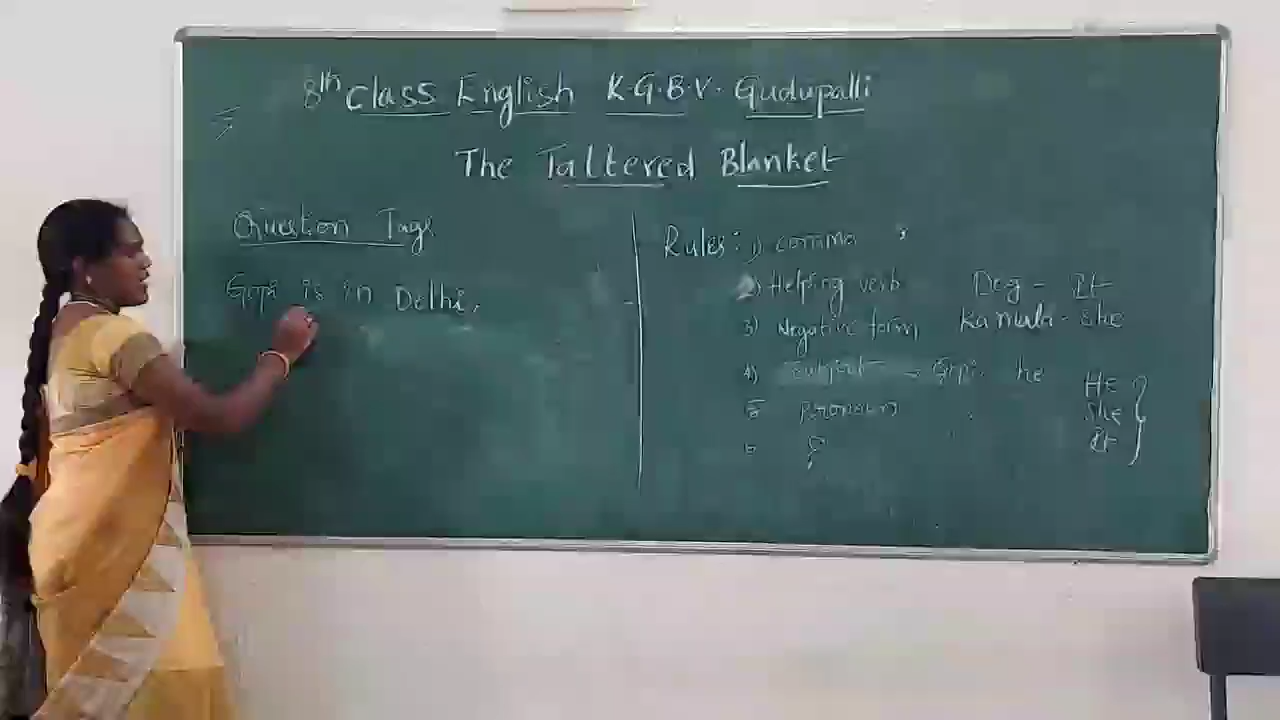 8th Class English K.G.B.V. Gudupalli
The Taltered Blanket
Question Tags
Gopi is in Delhi,
Rules: 1) comma ,
2) Helping verb Dog - It
3) Negative form Kamala - She
4) Subject → Gopi he
5 pronoun
6 ?
He
She
It